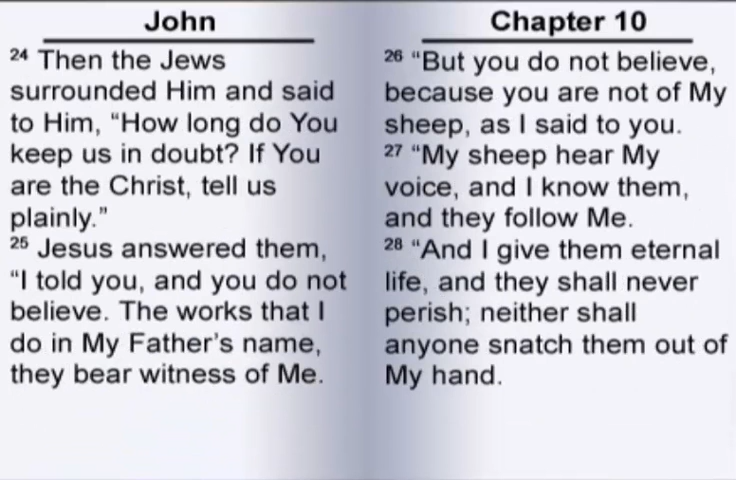 John
24 Then the Jews
surrounded Him and said
to Him, “How long do You
keep us in doubt? If You
are the Christ, tell us
plainly.”
25 Jesus answered them,
“I told you, and you do not
believe. The works that I
do in My Father’s name,
they bear witness of Me.
Chapter 10
26 “But you do not believe,
because you are not of My
sheep, as I said to you.
27 “My sheep hear My
voice, and I know them,
and they follow Me.
28 “And I give them eternal
life, and they shall never
perish; neither shall
anyone snatch them out of
My hand.